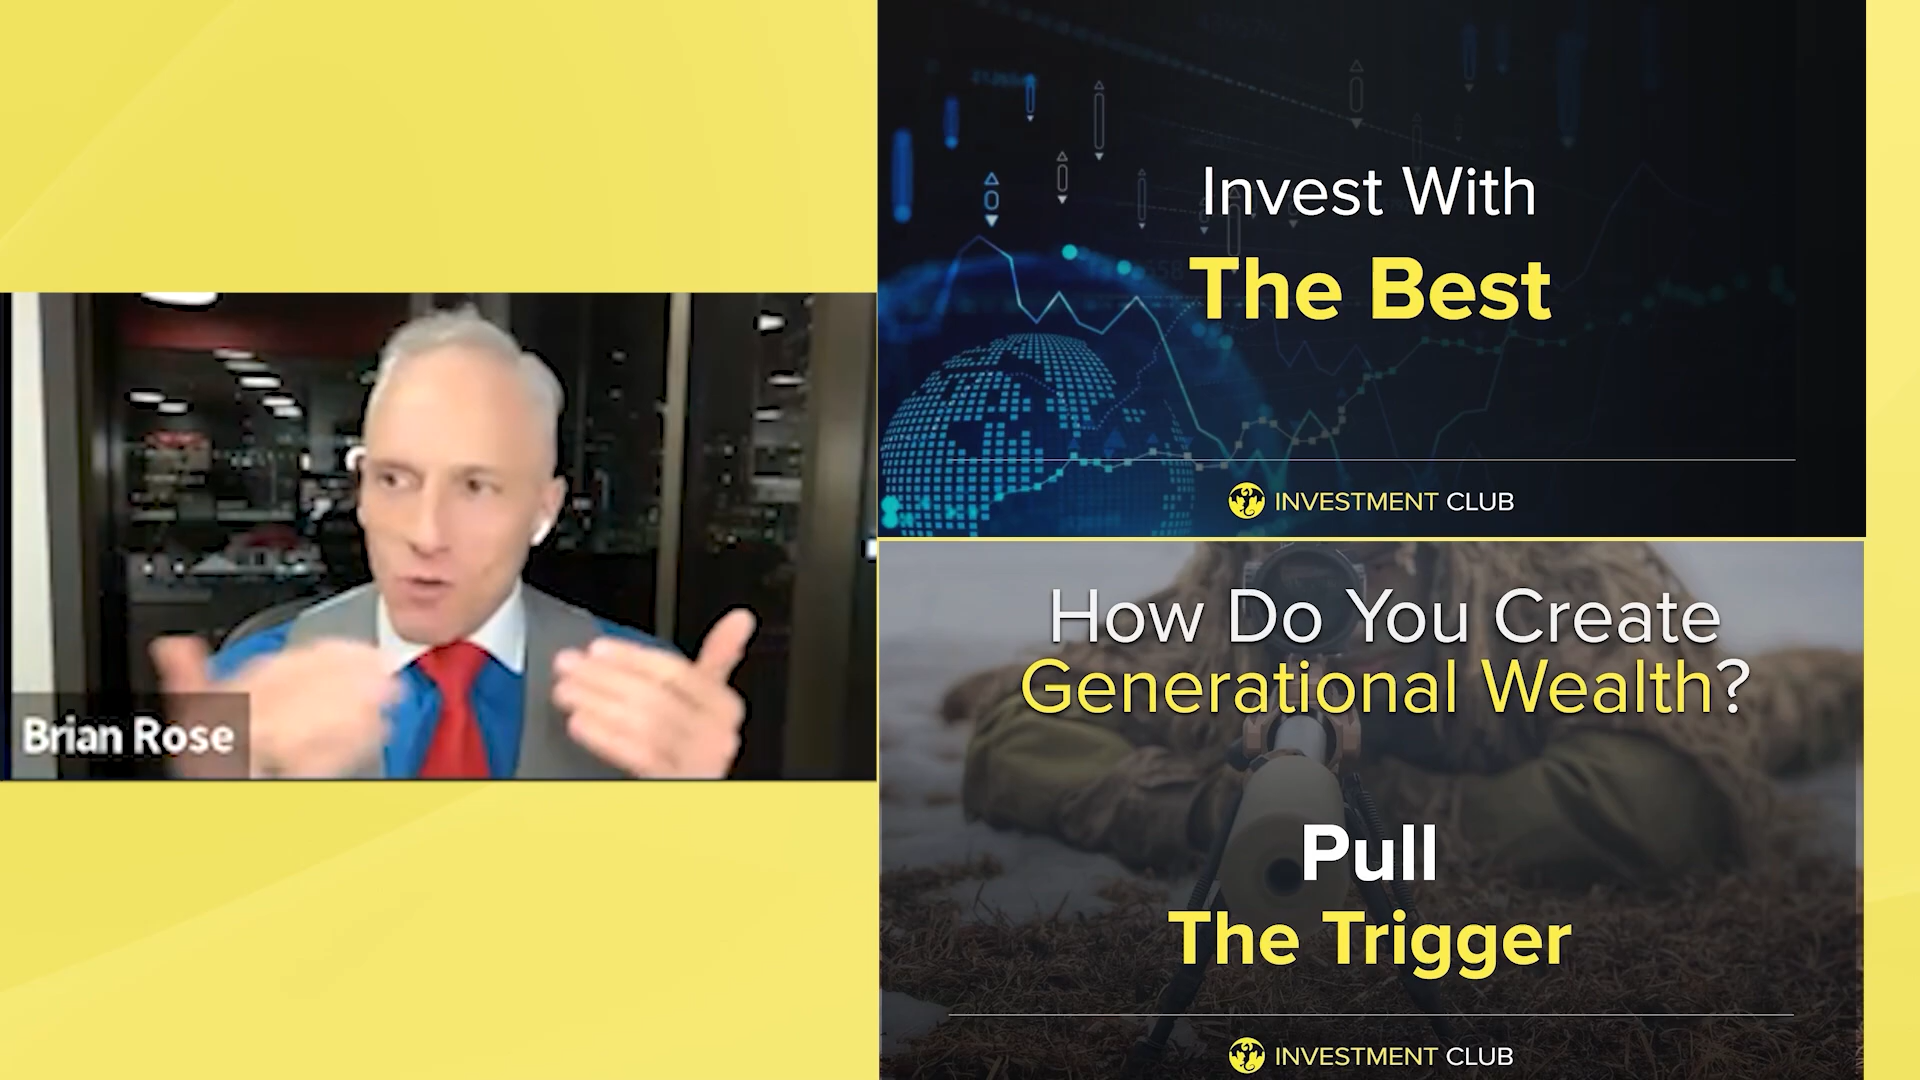 Brian Rose
Invest With
The Best
INVESTMENT CLUB
How Do You Create
Generational Wealth?
Pull
The Trigger
INVESTMENT CLUB